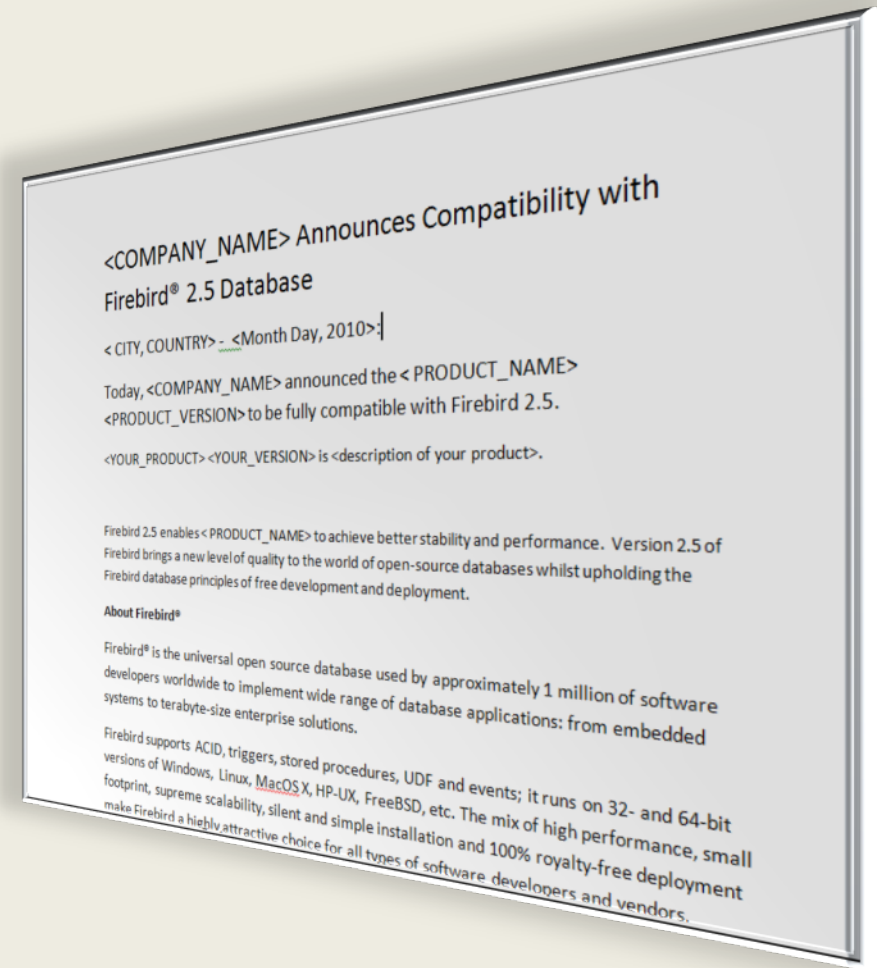 <COMPANY_NAME> Announces Compatibility with
Firebird® 2.5 Database
< CITY, COUNTRY> -  <Month Day, 2010>:
Today, <COMPANY_NAME> announced the < PRODUCT_NAME>
<PRODUCT_VERSION> to be fully compatible with Firebird 2.5.
<YOUR_PRODUCT> <YOUR_VERSION> is <description of your product>.
Firebird 2.5 enables < PRODUCT_NAME> to achieve better stability and performance.  Version 2.5 of
Firebird brings a new level of quality to the world of open-source databases whilst upholding the
Firebird database principles of free development and deployment.
About Firebird®
Firebird® is the universal open source database used by approximately 1 million of software
developers worldwide to implement wide range of database applications: from embedded
systems to terabyte-size enterprise solutions.
Firebird supports ACID, triggers, stored procedures, UDF and events; it runs on 32- and 64-bit
versions of Windows, Linux, MacOS X, HP-UX, FreeBSD, etc. The mix of high performance, small
footprint, supreme scalability, silent and simple installation and 100% royalty-free deployment
make Firebird a highly attractive choice for all types of software developers and vendors.